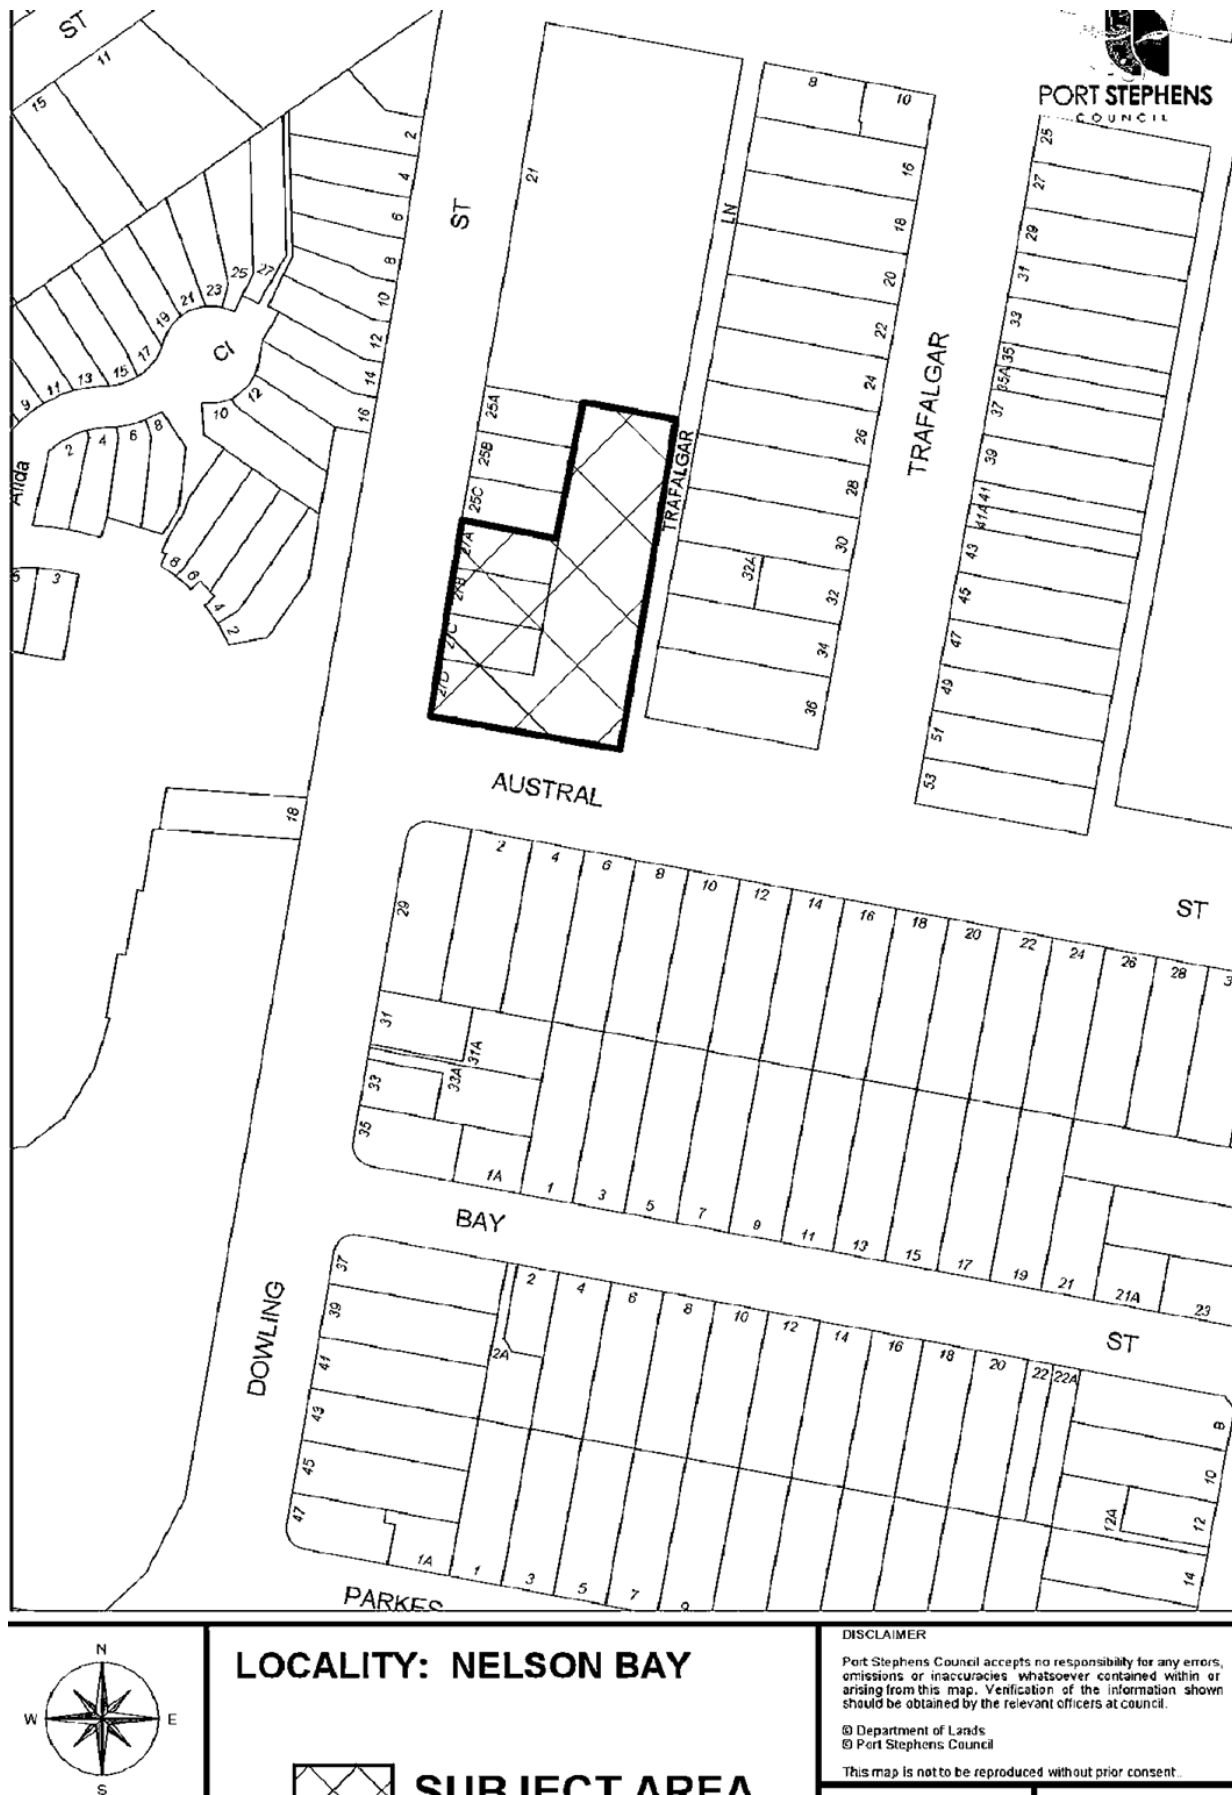 ST
11
15
PORT STEPHENS
COUNCIL
8
10
25
2
4
6
8
10
12
14
16
21
ST
LN
16
18
20
22
24
26
28
30
32A
32
34
36
27
29
31
33
35
35A
37
39
41
41A
43
45
47
49
51
53
TRAFALGAR
TRAFALGAR
9
11
13
15
17
19
21
23
25
27
Cl
10
12
2
4
6
8
8
6
4
2
3
25A
25B
25C
27A
27B
27C
27D
18
AUSTRAL
ST
29
2
4
6
8
10
12
14
16
18
20
22
24
26
28
31
31A
33
33A
35
1A
1
3
5
7
9
11
13
15
17
19
21
21A
23
BAY
ST
DOWLING
37
39
41
43
45
47
2A
2
4
6
8
10
12
14
16
18
20
22
22A
8
10
12
12A
14
1A
1
3
5
7
9
PARKES
N
W
E
S
LOCALITY: NELSON BAY
SUBJECT AREA
DISCLAIMER
Port Stephens Council accepts no responsibility for any errors,
omissions or inaccuracies whatsoever contained within or
arising from this map. Verification of the information shown
should be obtained by the relevant officers at council.
© Department of Lands
© Port Stephens Council
This map is not to be reproduced without prior consent.